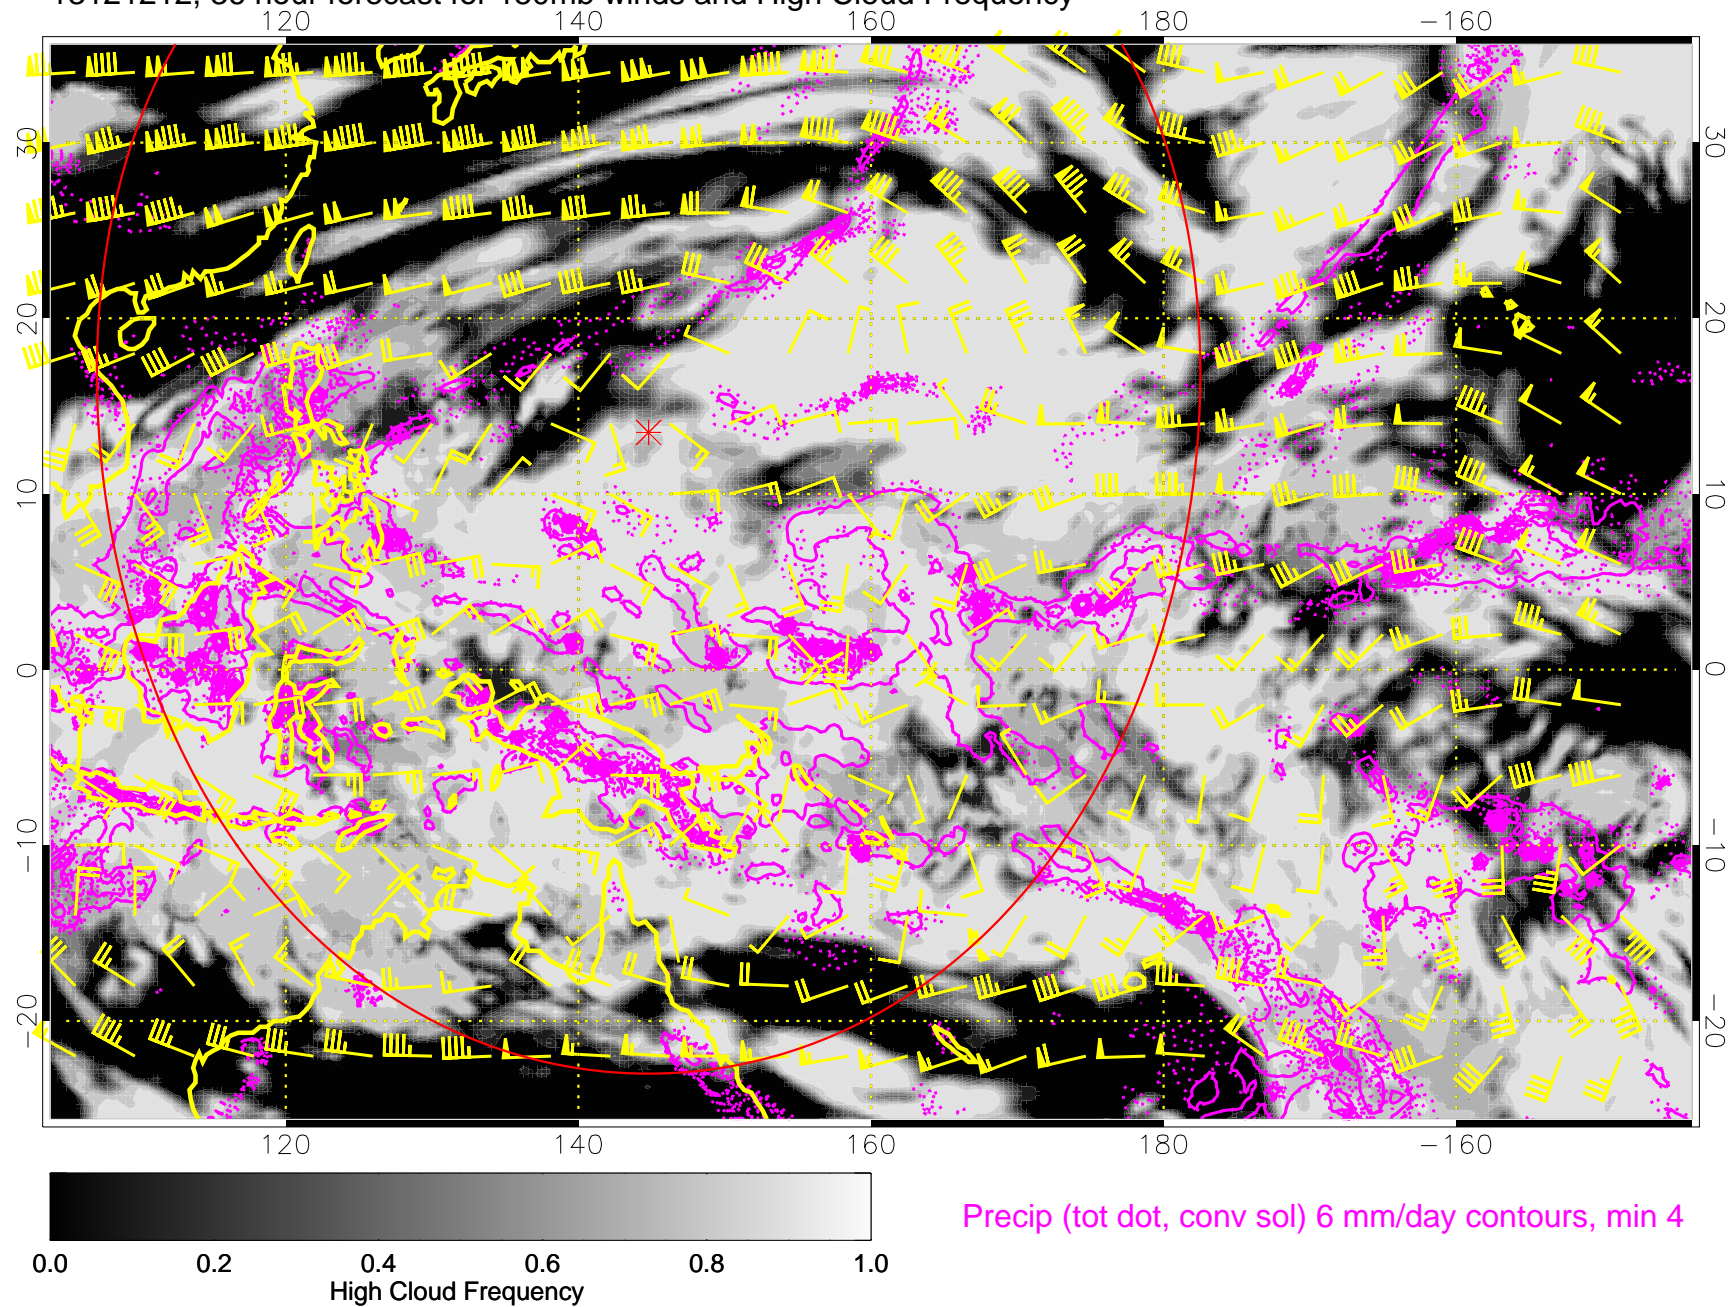 120 140 160 180 −160
30 30
20 20
10 10
0 0
−10 −10
−20 −20
120 140 160 180 −160
0.0 0.2 0.4 0.6 0.8 1.0
High Cloud Frequency
Precip (tot dot, conv sol) 6 mm/day contours, min 4